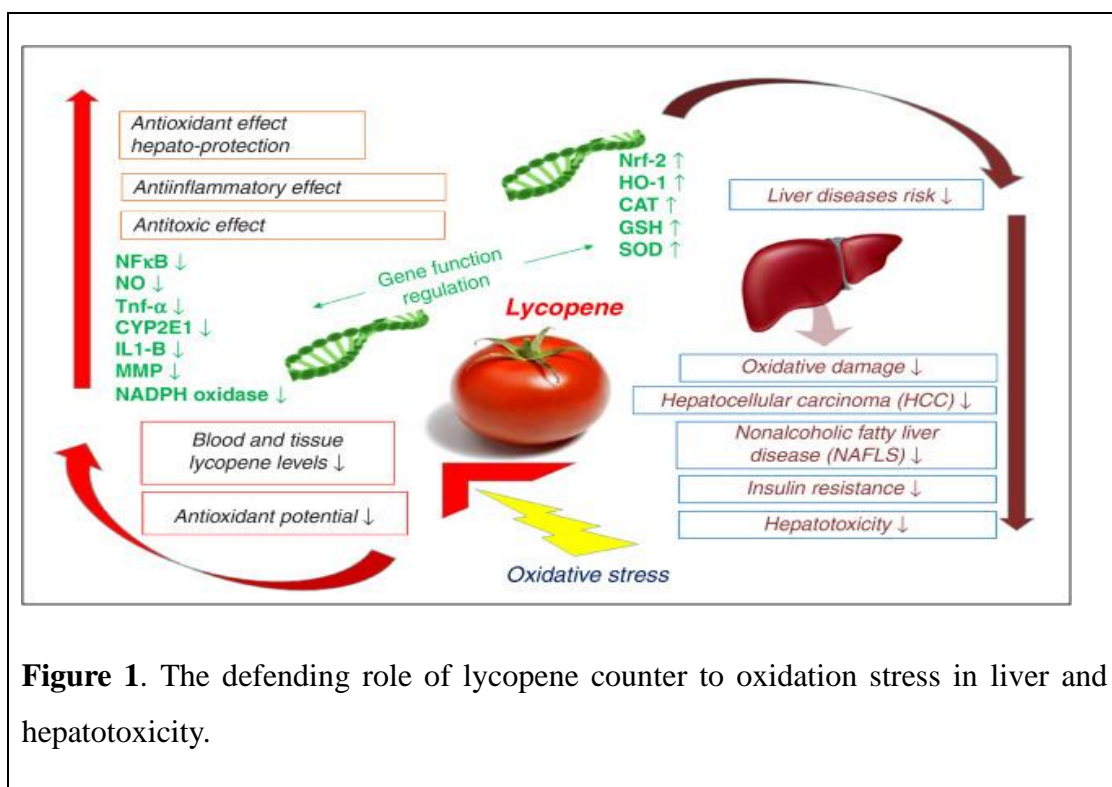 Antioxidant effect
hepato-protection
Antiinflammatory effect
Antitoxic effect
NFκB ↓
NO ↓
Tnf-α ↓
CYP2E1 ↓
IL1-B ↓
MMP ↓
NADPH oxidase ↓
Blood and tissue
lycopene levels ↓
Antioxidant potential ↓
Gene function
regulation
Nrf-2 ↑
HO-1 ↑
CAT ↑
GSH ↑
SOD ↑
Lycopene
Oxidative stress
Liver diseases risk ↓
Oxidative damage ↓
Hepatocellular carcinoma (HCC) ↓
Nonalcoholic fatty liver
disease (NAFLS) ↓
Insulin resistance ↓
Hepatotoxicity ↓
Figure 1. The defending role of lycopene counter to oxidation stress in liver and
hepatotoxicity.